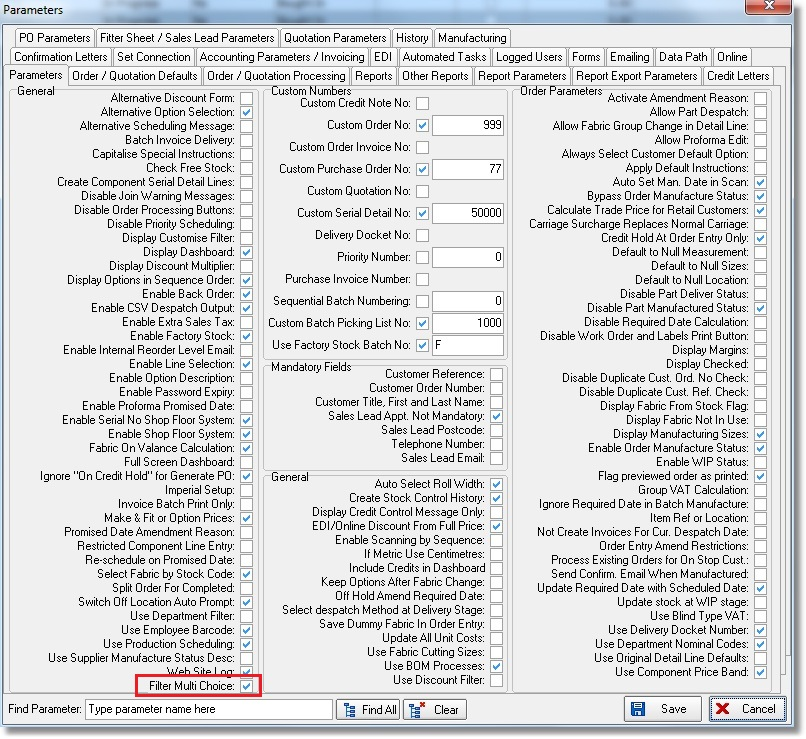 Parameters
PO Parameters
Fitter Sheet / Sales Lead Parameters
Quotation Parameters
History
Manufacturing
Confirmation Letters
Set Connection
Accounting Parameters / Invoicing
EDI
Automated Tasks
Logged Users
Forms
Emailing
Data Path
Online
Parameters
Order / Quotation Defaults
Order / Quotation Processing
Reports
Other Reports
Report Parameters
Report Export Parameters
Credit Letters
General
Alternative Discount Form:
Alternative Option Selection:
Alternative Scheduling Message:
Batch Invoice Delivery:
Capitalise Special Instructions:
Check Free Stock:
Create Component Serial Detail Lines:
Disable Join Warning Messages:
Disable Order Processing Buttons:
Disable Priority Scheduling:
Display Customise Filter:
Display Dashboard:
Display Discount Multiplier:
Display Options in Sequence Order:
Enable Back Order:
Enable CSV Despatch Output:
Enable Extra Sales Tax:
Enable Factory Stock:
Enable Internal Reorder Level Email:
Enable Line Selection:
Enable Option Description:
Enable Password Expiry:
Enable Proforma Promised Date:
Enable Serial No Shop Floor System:
Enable Shop Floor System:
Fabric On Valance Calculation:
Full Screen Dashboard:
Ignore "On Credit Hold" for Generate PO:
Imperial Setup:
Invoice Batch Print Only:
Make & Fit or Option Prices:
Promised Date Amendment Reason:
Restricted Component Line Entry:
Re-schedule on Promised Date:
Select Fabric by Stock Code:
Split Order For Completed:
Switch Off Location Auto Prompt:
Use Department Filter:
Use Employee Barcode:
Use Production Scheduling:
Use Supplier Manufacture Status Desc:
Web Site Log:
Filter Multi Choice:
Custom Numbers
Custom Credit Note No:
Custom Order No: 999
Custom Order Invoice No:
Custom Purchase Order No: 77
Custom Quotation No:
Custom Serial Detail No: 50000
Delivery Docket No:
Priority Number: 0
Purchase Invoice Number:
Sequential Batch Numbering: 0
Custom Batch Picking List No: 1000
Use Factory Stock Batch No: F
Mandatory Fields
Customer Reference:
Customer Order Number:
Customer Title, First and Last Name:
Sales Lead Appt. Not Mandatory:
Sales Lead Postcode:
Telephone Number:
Sales Lead Email:
General
Auto Select Roll Width:
Create Stock Control History:
Display Credit Control Message Only:
EDI/Online Discount From Full Price:
Enable Scanning by Sequence:
If Metric Use Centimetres:
Include Credits in Dashboard
Keep Options After Fabric Change:
Off Hold Amend Required Date:
Select despatch Method at Delivery Stage:
Save Dummy Fabric In Order Entry:
Update All Unit Costs:
Use Fabric Cutting Sizes:
Use BOM Processes:
Use Discount Filter:
Order Parameters
Activate Amendment Reason:
Allow Part Despatch:
Allow Fabric Group Change in Detail Line:
Allow Proforma Edit:
Always Select Customer Default Option:
Apply Default Instructions:
Auto Set Man. Date in Scan:
Bypass Order Manufacture Status:
Calculate Trade Price for Retail Customers:
Carriage Surcharge Replaces Normal Carriage:
Credit Hold At Order Entry Only:
Default to Null Measurement:
Default to Null Sizes:
Default to Null Location:
Disable Part Deliver Status:
Disable Part Manufactured Status:
Disable Required Date Calculation:
Disable Work Order and Labels Print Button:
Display Margins:
Display Checked:
Disable Duplicate Cust. Ord. No Check:
Disable Duplicate Cust. Ref. Check:
Display Fabric From Stock Flag:
Display Fabric Not In Use:
Display Manufacturing Sizes:
Enable Order Manufacture Status:
Enable WIP Status:
Flag previewed order as printed:
Group VAT Calculation:
Ignore Required Date in Batch Manufacture:
Item Ref or Location:
Not Create Invoices For Cur. Despatch Date:
Order Entry Amend Restrictions:
Process Existing Orders for On Stop Cust.:
Send Confirm. Email When Manufactured:
Update Required Date with Scheduled Date:
Update stock at WIP stage:
Use Blind Type VAT:
Use Delivery Docket Number:
Use Department Nominal Codes:
Use Original Detail Line Defaults:
Use Component Price Band:
Find Parameter: Type parameter name here
Find All
Clear
Save
Cancel